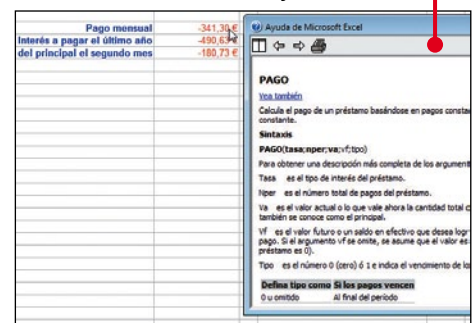 Pago mensual -341,30 €
Interés a pagar el último año -490,63 €
del principal el segundo mes -180,73 €
Ayuda de Microsoft Excel
PAGO
Vea también
Calcula el pago de un préstamo basándose en pagos
constante.
Sintaxis
PAGO(tasa;nper;va;vf;tipo)
Para obtener una descripción más completa de los
Tasa es el tipo de interés del préstamo.
Nper es el número total de pagos del préstamo.
Va es el valor actual o lo que vale ahora la cantidad total
también se conoce como el principal.
Vf es el valor futuro o un saldo en efectivo que desea
pago. Si el argumento vf se omite, se asume que el valor
préstamo es 0).
Tipo es el número 0 (cero) ó 1 e indica el vencimiento de
Defina tipo como Si los pagos vencen
0 u omitido Al final del período